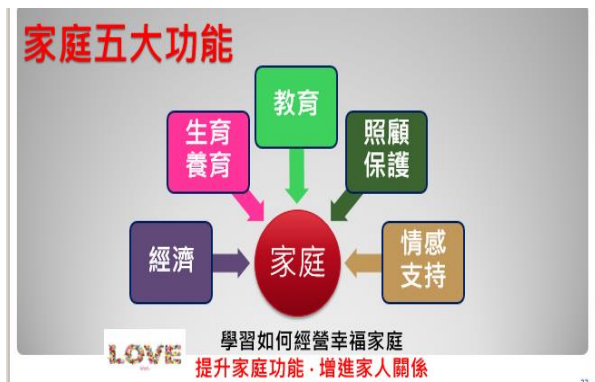 家庭五大功能
教育
生育
養育
照顧
保護
經濟
家庭
情感
支持
學習如何經營幸福家庭
LOVE
提升家庭功能 · 增進家人關係